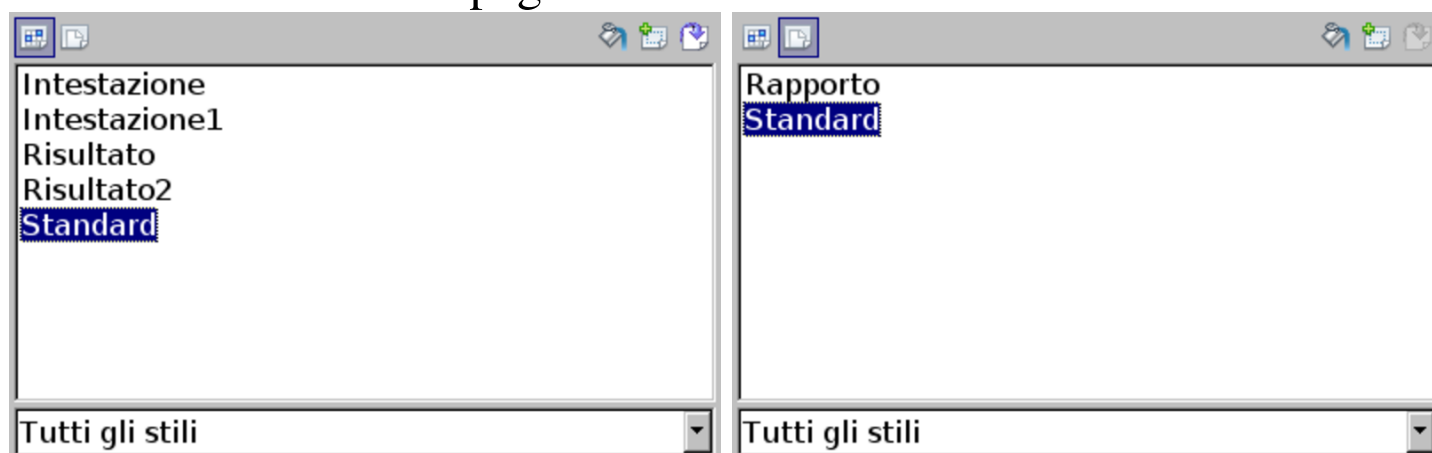 Intestazione
Intestazione1
Risultato
Risultato2
Standard
Tutti gli stili
Rapporto
Standard
Tutti gli stili